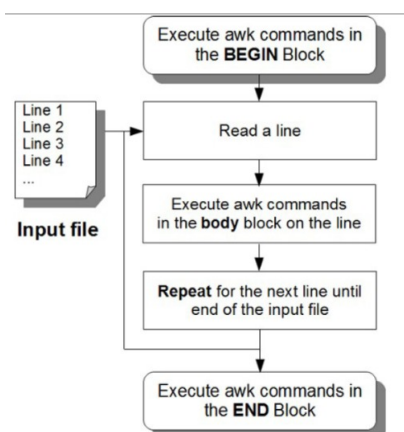 Execute awk commands in
the BEGIN Block
Line 1
Line 2
Line 3
Line 4
...
Input file
Read a line
Execute awk commands
in the body block on the line
Repeat for the next line until
end of the input file
Execute awk commands in
the END Block